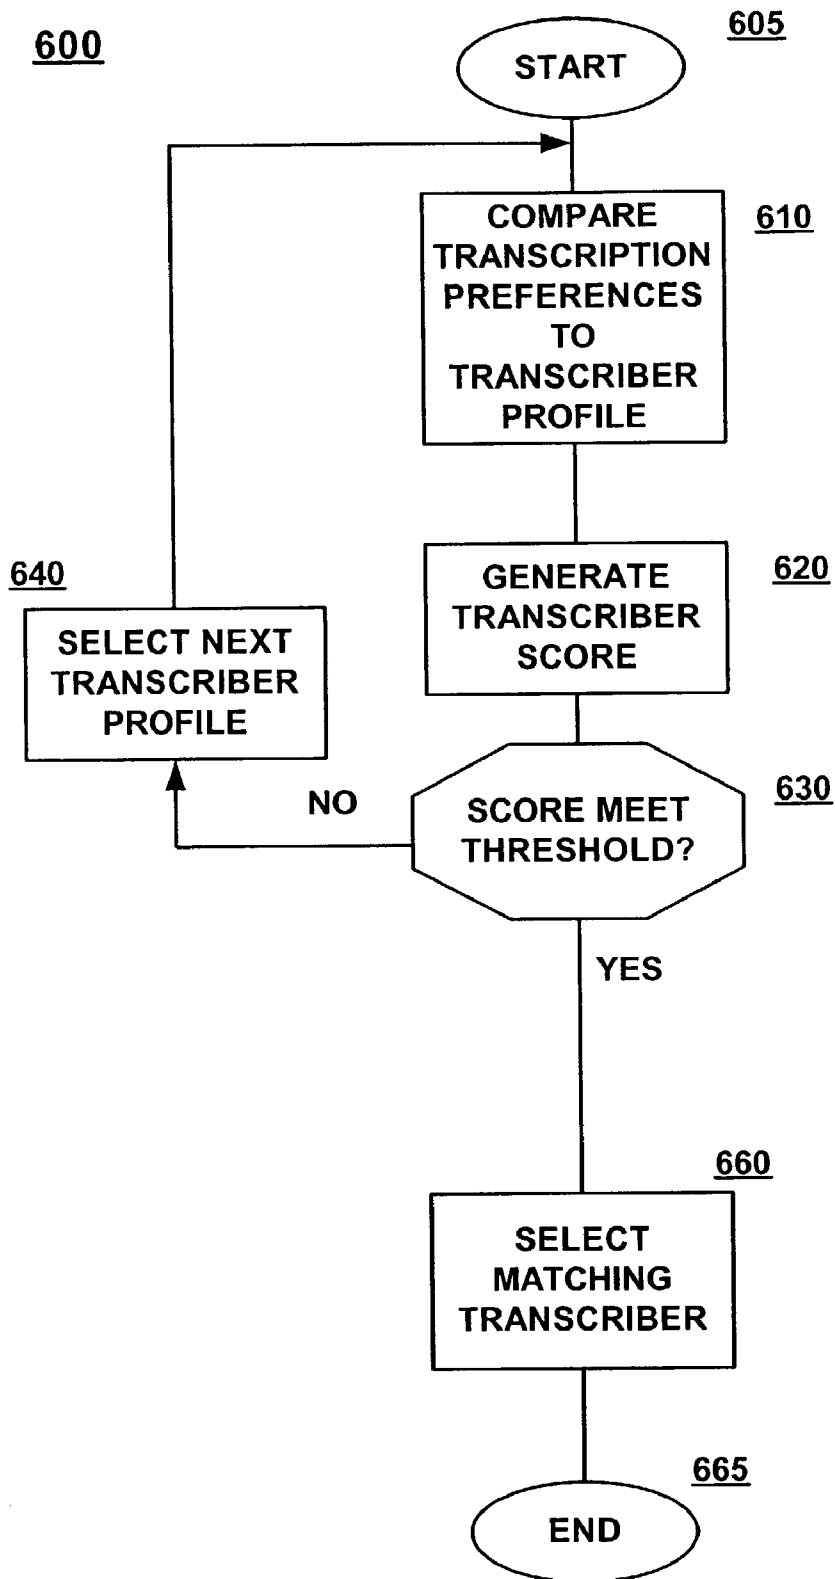 600
605
START
COMPARE
TRANSCRIPTION
PREFERENCES
TO
TRANSCRIBER
PROFILE
610
GENERATE
TRANSCRIBER
SCORE
620
640
SELECT NEXT
TRANSCRIBER
PROFILE
SCORE MEET
THRESHOLD?
630
NO
YES
660
SELECT
MATCHING
TRANSCRIBER
665
END